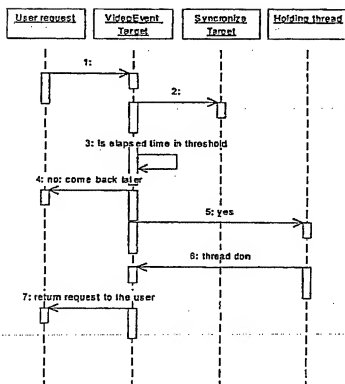 User request
VideoEvent
Target
Syncronize
Target
Holding thread
1:
2:
3: Is elapsed time in threshold
4: no: come back later
5: yes
6: thread don
7: return request to the user